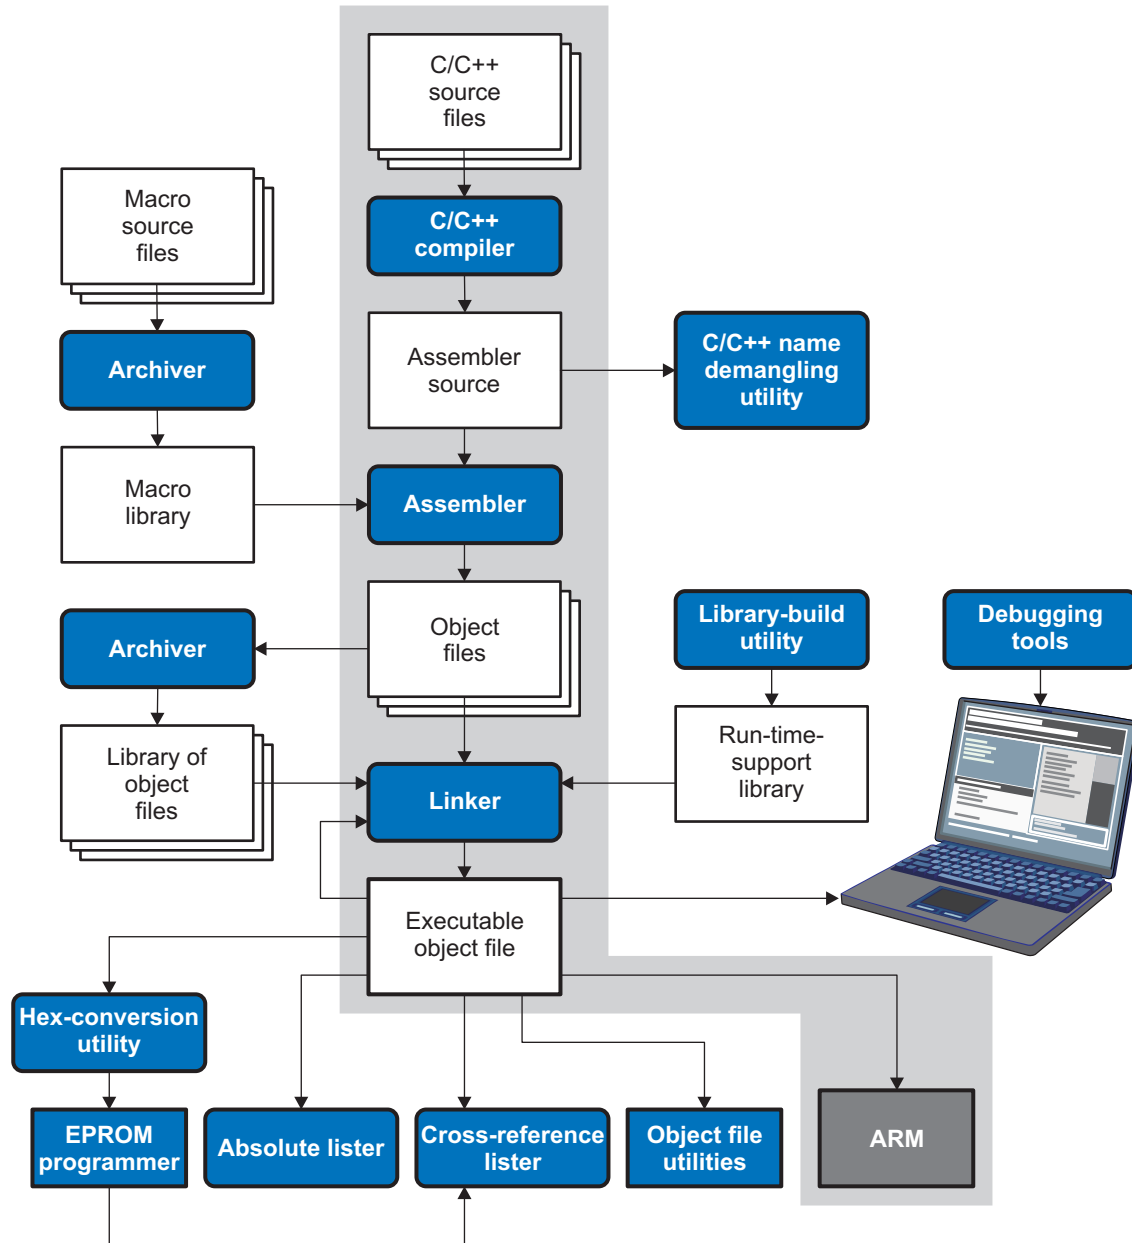 C/C++
source
files
Macro
source
files
C/C++
compiler
Archiver
Assembler
source
C/C++ name
demangling
utility
Macro
library
Assembler
Archiver
Object
files
Library-build
utility
Debugging
tools
Library of
object
files
Linker
Run-time-
support
library
Executable
object file
Hex-conversion
utility
EPROM
programmer
Absolute lister
Cross-reference
lister
Object file
utilities
ARM